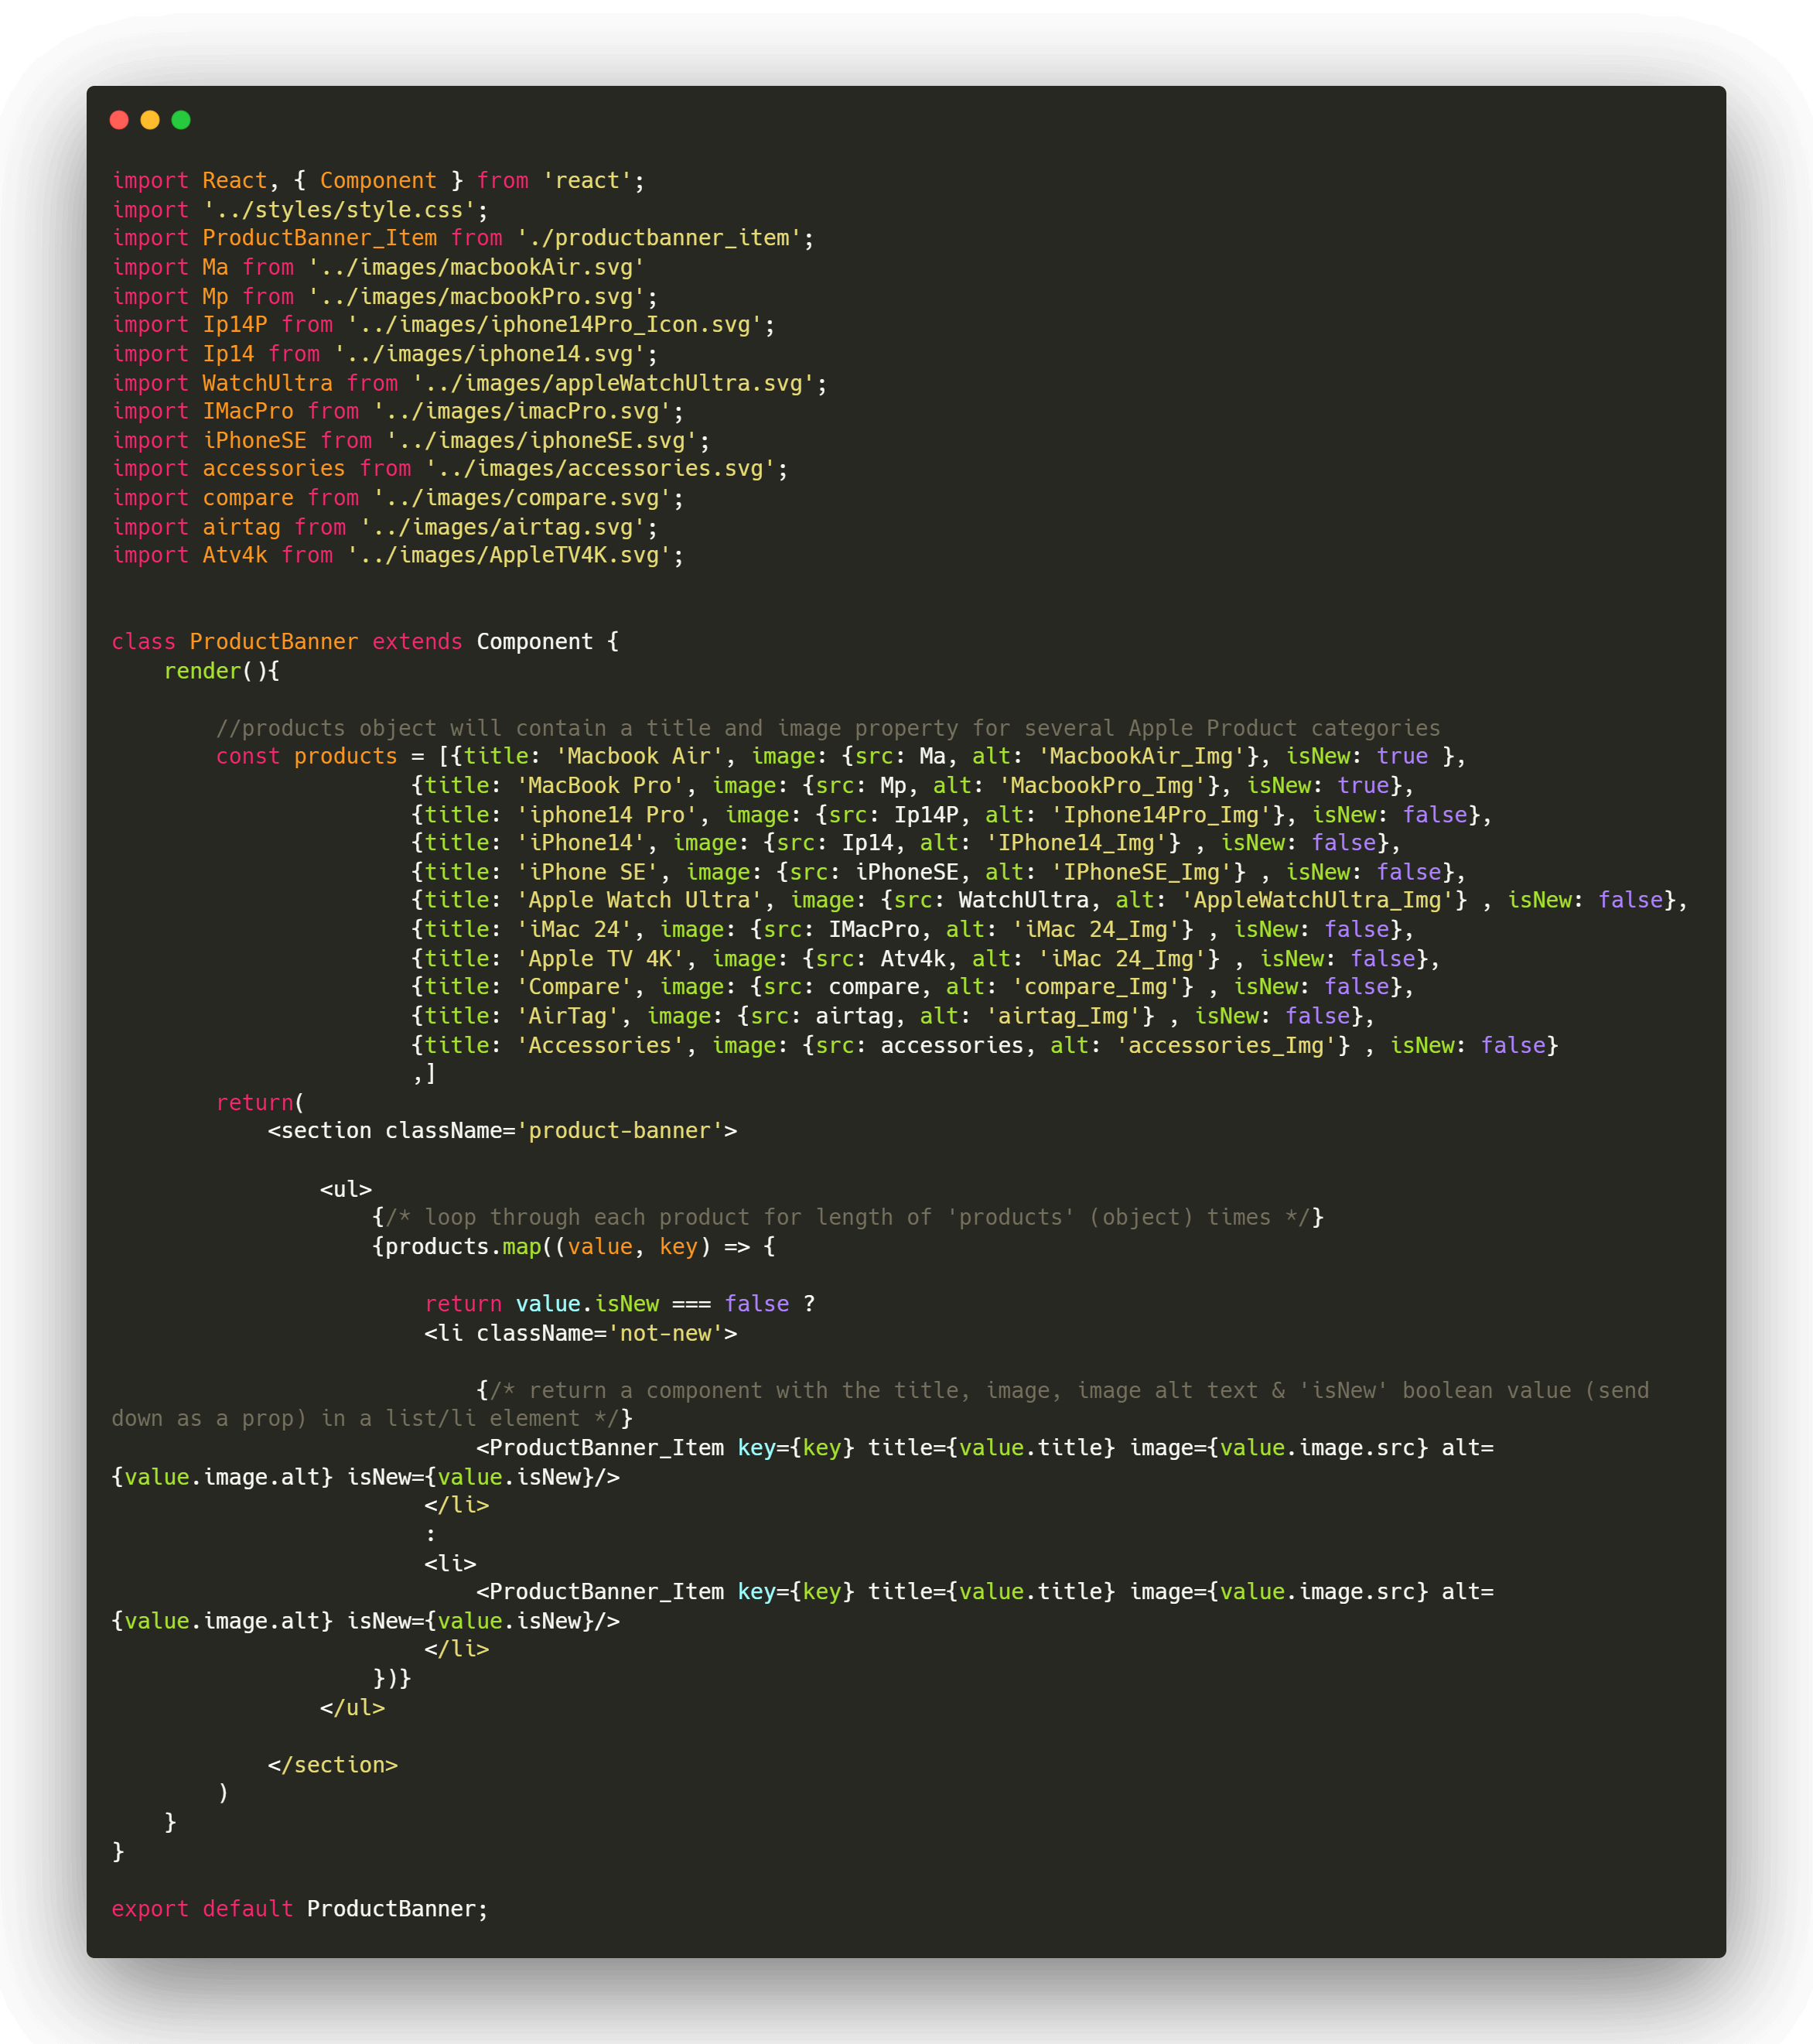 import React, { Component } from 'react';
import '../styles/style.css';
import ProductBanner_Item from './productbanner_item';
import Ma from '../images/macbookAir.svg'
import Mp from '../images/macbookPro.svg';
import Ip14P from '../images/iphone14Pro_Icon.svg';
import Ip14 from '../images/iphone14.svg';
import WatchUltra from '../images/appleWatchUltra.svg';
import IMacPro from '../images/imacPro.svg';
import iPhoneSE from '../images/iphoneSE.svg';
import accessories from '../images/accessories.svg';
import compare from '../images/compare.svg';
import airtag from '../images/airtag.svg';
import Atv4k from '../images/AppleTV4K.svg';


class ProductBanner extends Component {
    render(){

        //products object will contain a title and image property for several Apple Product categories
        const products = [{title: 'Macbook Air', image: {src: Ma, alt: 'MacbookAir_Img'}, isNew: true },
                       {title: 'MacBook Pro', image: {src: Mp, alt: 'MacbookPro_Img'}, isNew: true},
                       {title: 'iphone14 Pro', image: {src: Ip14P, alt: 'Iphone14Pro_Img'}, isNew: false},
                       {title: 'iPhone14', image: {src: Ip14, alt: 'IPhone14_Img'} , isNew: false},
                       {title: 'iPhone SE', image: {src: iPhoneSE, alt: 'IPhoneSE_Img'} , isNew: false},
                       {title: 'Apple Watch Ultra', image: {src: WatchUltra, alt: 'AppleWatchUltra_Img'} , isNew: false},
                       {title: 'iMac 24', image: {src: IMacPro, alt: 'iMac 24_Img'} , isNew: false},
                       {title: 'Apple TV 4K', image: {src: Atv4k, alt: 'iMac 24_Img'} , isNew: false},
                       {title: 'Compare', image: {src: compare, alt: 'compare_Img'} , isNew: false},
                       {title: 'AirTag', image: {src: airtag, alt: 'airtag_Img'} , isNew: false},
                       {title: 'Accessories', image: {src: accessories, alt: 'accessories_Img'} , isNew: false}
                       ,]
        return(
            <section className='product-banner'>

                <ul>
                    {/* loop through each product for length of 'products' (object) times */}
                    {products.map((value, key) => {

                        return value.isNew === false ?
                        <li className='not-new'>

                            {/* return a component with the title, image, image alt text & 'isNew' boolean value (send
down as a prop) in a list/li element */}
                            <ProductBanner_Item key={key} title={value.title} image={value.image.src} alt=
{value.image.alt} isNew={value.isNew}/>
                        </li>
                        :
                        <li>
                            <ProductBanner_Item key={key} title={value.title} image={value.image.src} alt=
{value.image.alt} isNew={value.isNew}/>
                        </li>
                    })}
                </ul>

            </section>
        )
    }
}

export default ProductBanner;